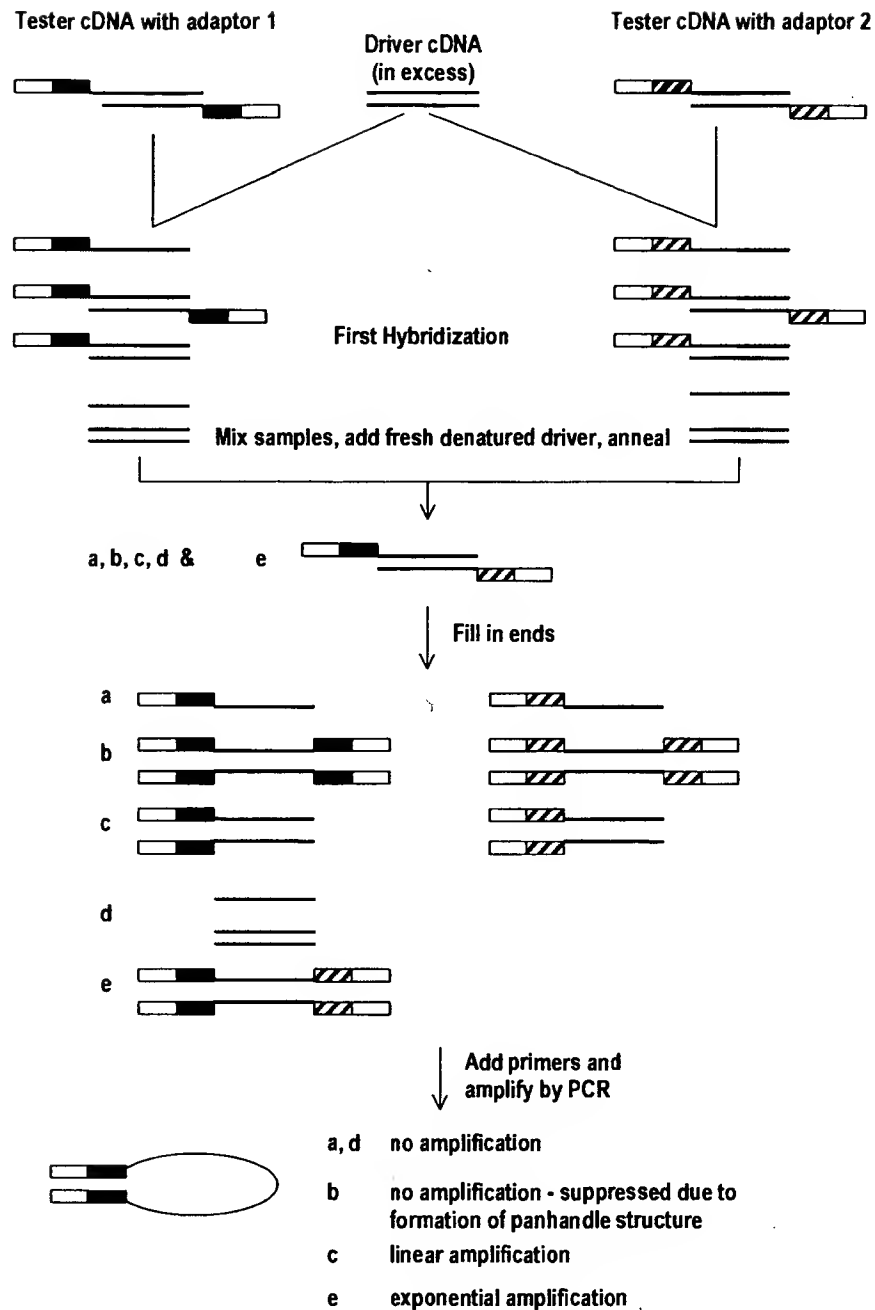 Tester cDNA with adaptor 1
Driver cDNA
(in excess)
Tester cDNA with adaptor 2
First Hybridization
Mix samples, add fresh denatured driver, anneal
a, b, c, d & e
Fill in ends
a
b
c
d
e
Add primers and
amplify by PCR
a, d no amplification
b no amplification - suppressed due to
formation of panhandle structure
c linear amplification
e exponential amplification